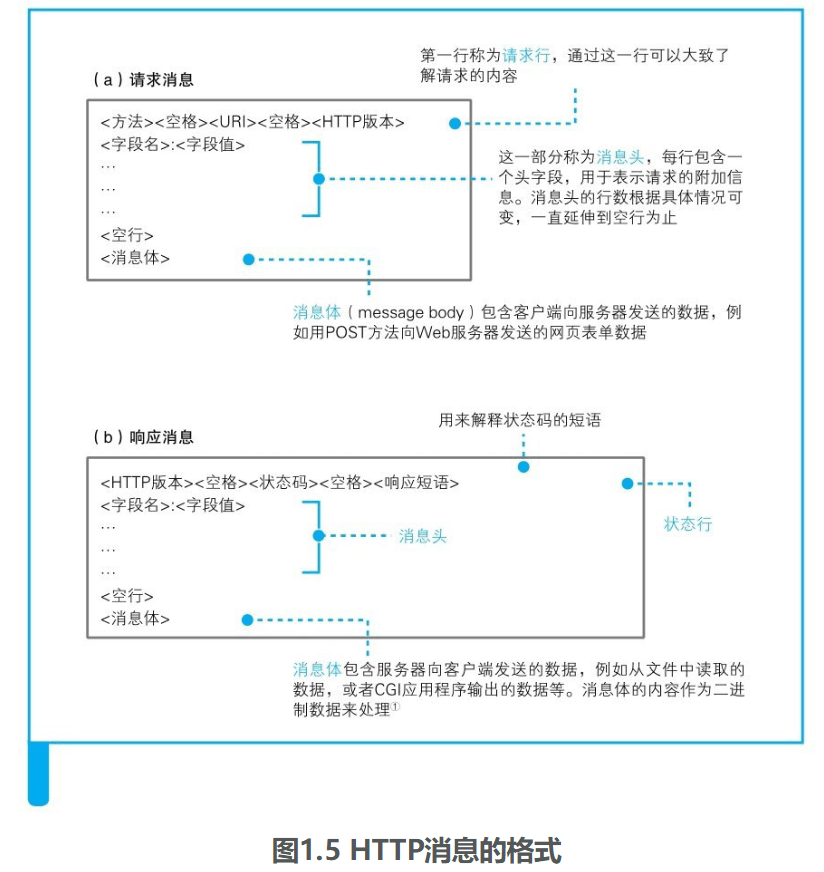 第一行称为请求行，通过这一行可以大致了
解请求的内容
（a）请求消息
<方法><空格><URI><空格><HTTP版本>
<字段名>:<字段值>
…
…
…
<空行>
<消息体>
这一部分称为消息头，每行包含一
个头字段，用于表示请求的附加信
息。消息头的行数根据具体情况可
变，一直延伸到空行为止
消息体（message body）包含客户端向服务器发送的数据，例
如用POST方法向Web服务器发送的网页表单数据
（b）响应消息
用来解释状态码的短语
<HTTP版本><空格><状态码><空格><响应短语>
<字段名>:<字段值>
…
…
…
<空行>
<消息体>
状态行
消息头
消息体包含服务器向客户端发送的数据，例如从文件中读取的
数据，或者CGI应用程序输出的数据等。消息体的内容作为二进
制数据来处理①
图1.5 HTTP消息的格式